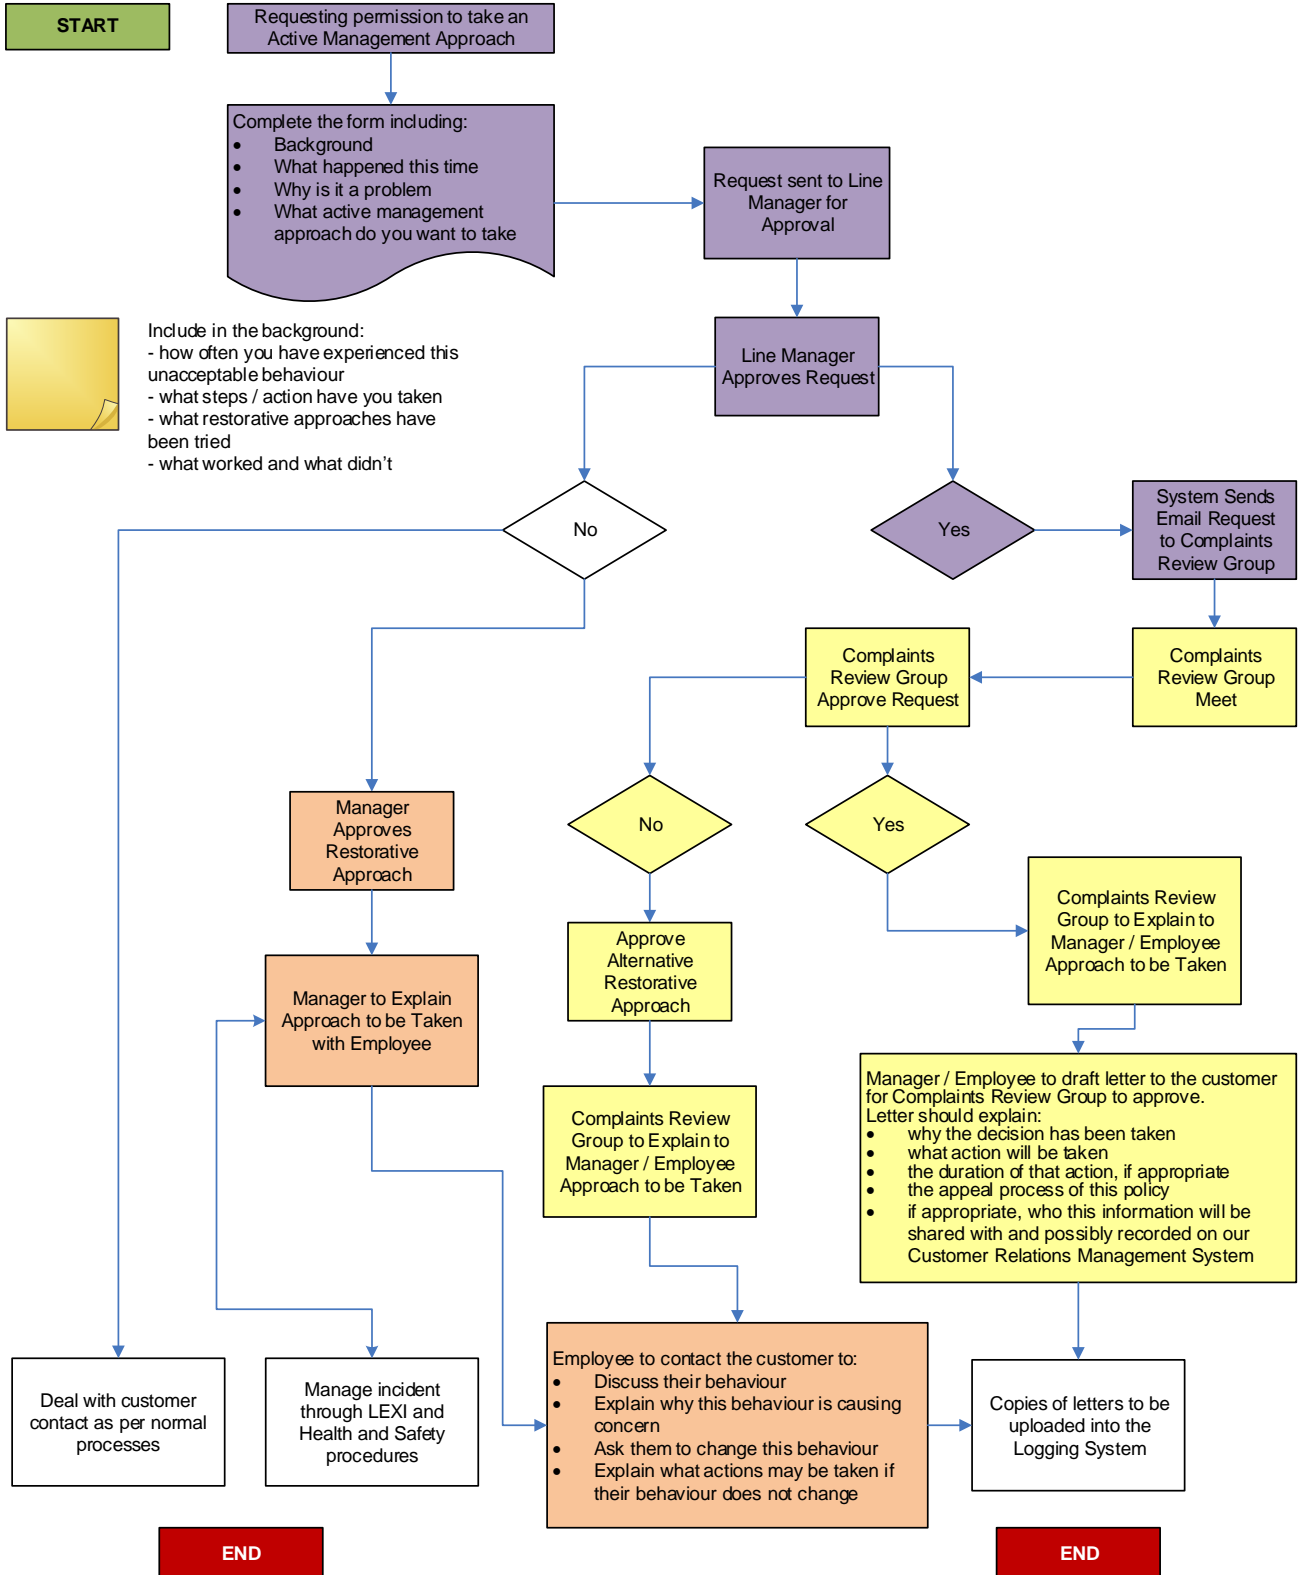 START
Requesting permission to take an
Active Management Approach
Complete the form including:
• Background
• What happened this time
• Why is it a problem
• What active management
approach do you want to take
Request sent to Line
Manager for
Approval
Include in the background:
- how often you have experienced this
unacceptable behaviour
- what steps / action have you taken
- what restorative approaches have
been tried
- what worked and what didn't
Line Manager
Approves Request
No
Yes
System Sends
Email Request
to Complaints
Review Group
Complaints
Review Group
Approve Request
Complaints
Review Group
Meet
Manager
Approves
Restorative
Approach
No
Yes
Complaints Review
Group to Explain to
Manager / Employee
Approach to be Taken
Approve
Alternative
Restorative
Approach
Manager to Explain
Approach to be Taken
with Employee
Complaints Review
Group to Explain to
Manager / Employee
Approach to be Taken
Manager / Employee to draft letter to the customer
for Complaints Review Group to approve.
Letter should explain:
• why the decision has been taken
• what action will be taken
• the duration of that action, if appropriate
• the appeal process of this policy
• if appropriate, who this information will be
shared with and possibly recorded on our
Customer Relations Management System
Deal with customer
contact as per normal
processes
Manage incident
through LEXI and
Health and Safety
procedures
Employee to contact the customer to:
• Discuss their behaviour
• Explain why this behaviour is causing
concern
• Ask them to change this behaviour
• Explain what actions may be taken if
their behaviour does not change
Copies of letters to be
uploaded into the
Logging System
END
END